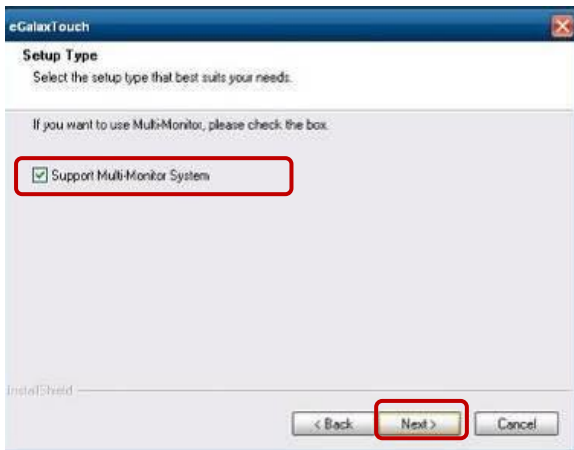 eGalaxTouch
Setup Type
Select the setup type that best suits your needs.
If you want to use Multi-Monitor, please check the box.
Support Multi-Monitor System
InstallShield
< Back
Next >
Cancel